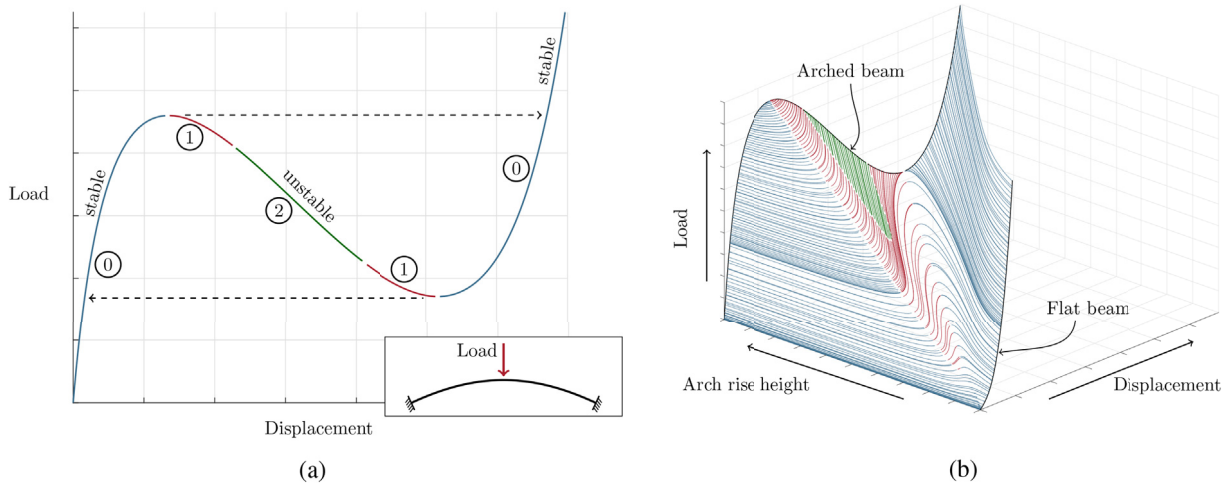 Load
stable
0
1
unstable
2
1
0
stable
Load
Displacement
(a)
Arched beam
Load
Flat beam
Arch rise height
Displacement
(b)